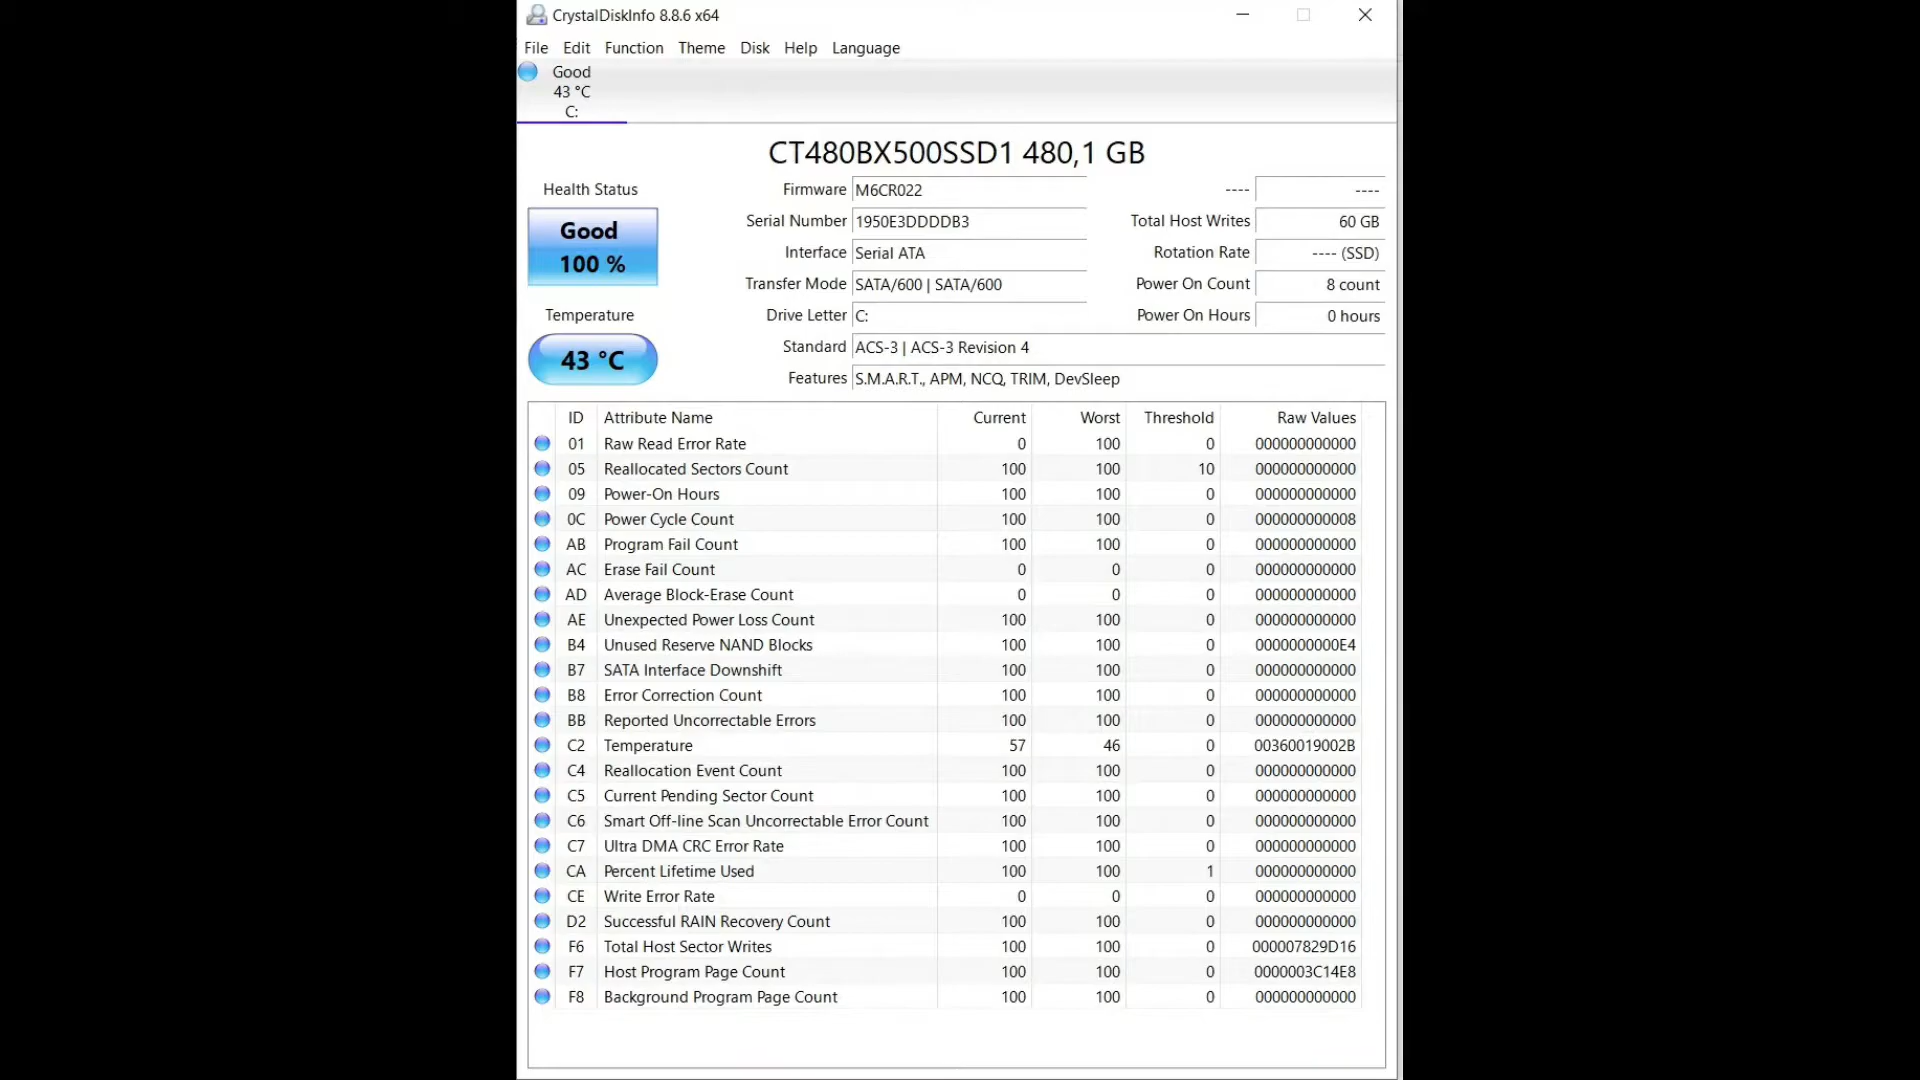 CrystalDiskInfo 8.8.6 x64
File Edit Function Theme Disk Help Language
Good
43 °C
C:
CT480BX500SSD1 480,1 GB
Health Status
Good
100 %
Temperature
43 °C
Firmware M6CR022
Serial Number 1950E3DDDDB3
Interface Serial ATA
Transfer Mode SATA/600 | SATA/600
Drive Letter C:
Standard ACS-3 | ACS-3 Revision 4
Features S.M.A.R.T., APM, NCQ, TRIM, DevSleep
---- ----
Total Host Writes 60 GB
Rotation Rate ---- (SSD)
Power On Count 8 count
Power On Hours 0 hours
ID Attribute Name Current Worst Threshold Raw Values
01 Raw Read Error Rate 0 100 0 000000000000
05 Reallocated Sectors Count 100 100 10 000000000000
09 Power-On Hours 100 100 0 000000000000
0C Power Cycle Count 100 100 0 000000000008
AB Program Fail Count 100 100 0 000000000000
AC Erase Fail Count 0 0 0 000000000000
AD Average Block-Erase Count 0 0 0 000000000000
AE Unexpected Power Loss Count 100 100 0 000000000000
B4 Unused Reserve NAND Blocks 100 100 0 0000000000E4
B7 SATA Interface Downshift 100 100 0 000000000000
B8 Error Correction Count 100 100 0 000000000000
BB Reported Uncorrectable Errors 100 100 0 000000000000
C2 Temperature 57 46 0 00360019002B
C4 Reallocation Event Count 100 100 0 000000000000
C5 Current Pending Sector Count 100 100 0 000000000000
C6 Smart Off-line Scan Uncorrectable Error Count 100 100 0 000000000000
C7 Ultra DMA CRC Error Rate 100 100 0 000000000000
CA Percent Lifetime Used 100 100 1 000000000000
CE Write Error Rate 0 0 0 000000000000
D2 Successful RAIN Recovery Count 100 100 0 000000000000
F6 Total Host Sector Writes 100 100 0 000007829D16
F7 Host Program Page Count 100 100 0 0000003C14E8
F8 Background Program Page Count 100 100 0 000000000000